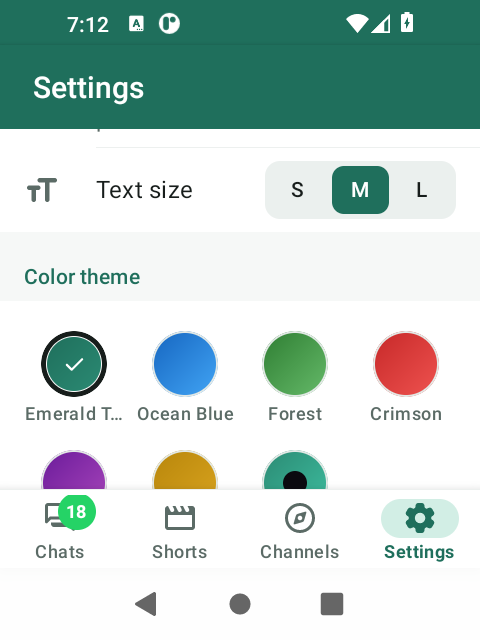 7:12
Settings
Text size
S M L
Color theme
Emerald T...
Ocean Blue
Forest
Crimson
18
Chats
Shorts
Channels
Settings